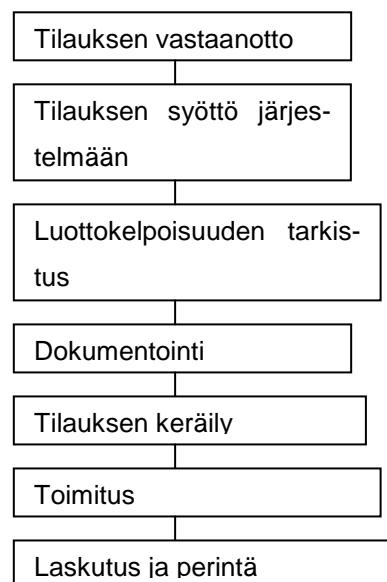 Tilauksen vastaanotto
Tilauksen syöttö järjes-
telmään
Luottokelpoisuuden tarkis-
tus
Dokumentointi
Tilauksen keräily
Toimitus
Laskutus ja perintä